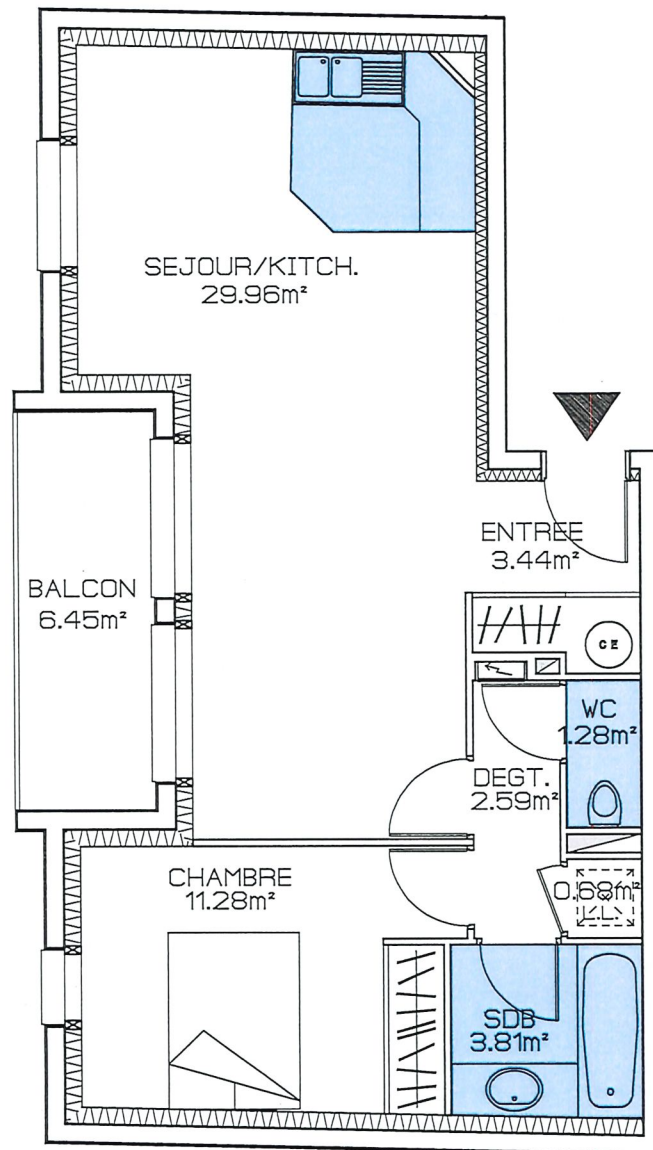 SEJOUR/KITCH.
29.96m²
ENTREE
3.44m²
BALCON
6.45m²
CE
WC
1.28m²
DEGT.
2.59m²
CHAMBRE
11.28m²
0.68m²
L.L.
SDB
3.81m²